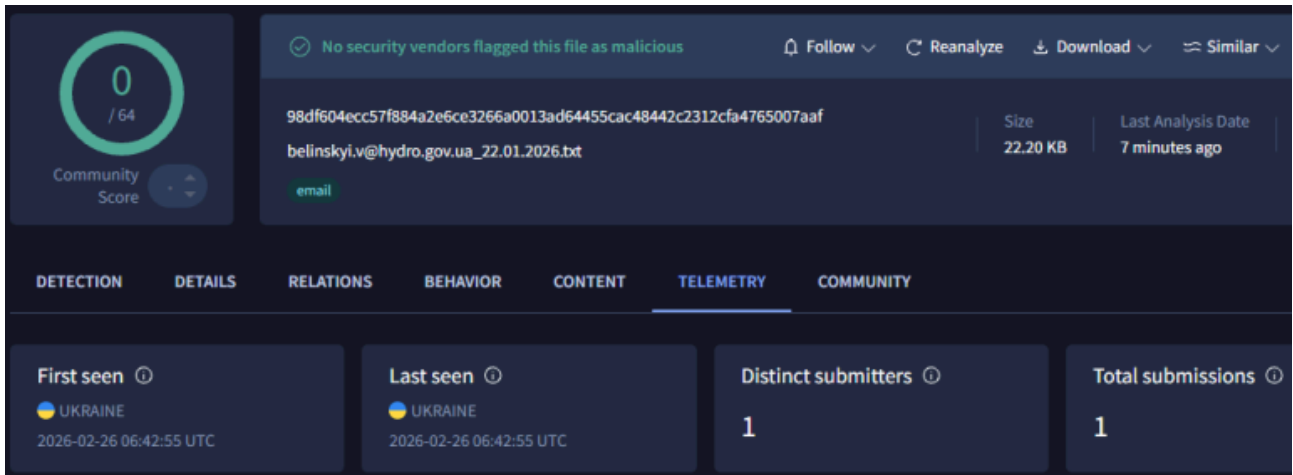 No security vendors flagged this file as malicious
Follow
Reanalyze
Download
Similar
0
/ 64
Community
Score
98df604ecc57f884a2e6ce3266a0013ad64455cac48442c2312cfa4765007aaf
belinskyi.v@hydro.gov.ua_22.01.2026.txt
email
Size
22.20 KB
Last Analysis Date
7 minutes ago
DETECTION DETAILS RELATIONS BEHAVIOR CONTENT TELEMETRY COMMUNITY
First seen
UKRAINE
2026-02-26 06:42:55 UTC
Last seen
UKRAINE
2026-02-26 06:42:55 UTC
Distinct submitters
1
Total submissions
1